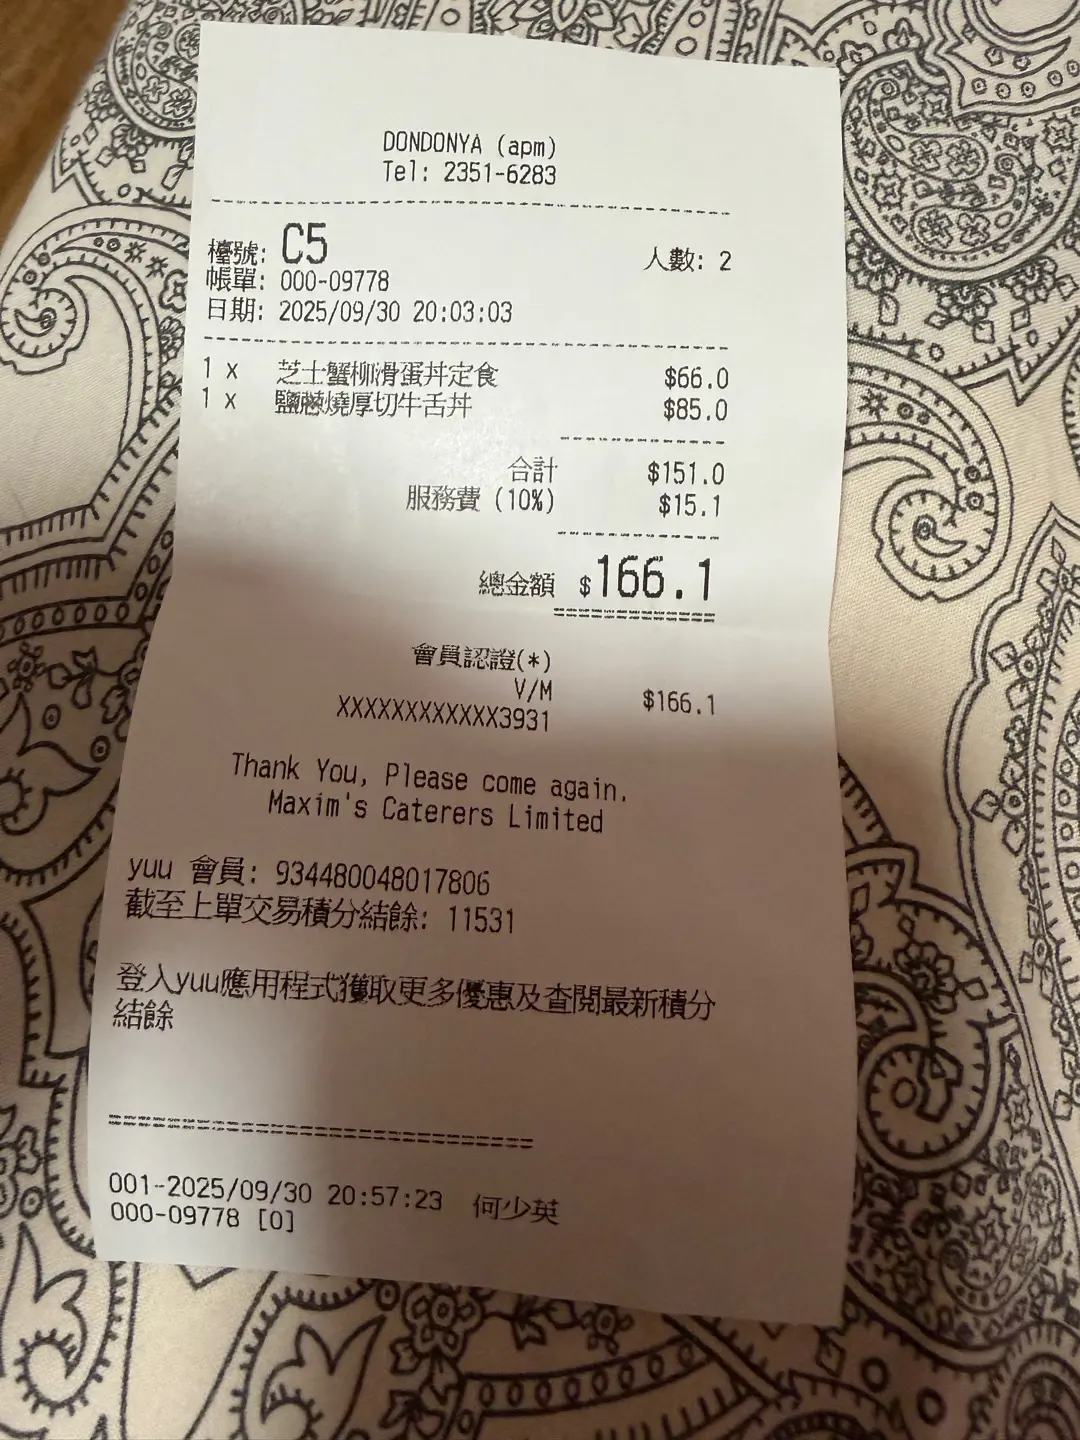 DONDONYA (apm)
Tel: 2351-6283
檯號: C5 人數: 2
帳單: 000-09778
日期: 2025/09/30 20:03:03
1 x 芝士蟹柳滑蛋丼定食 $66.0
1 x 鹽蔥燒厚切牛舌丼 $85.0
合計 $151.0
服務費 (10%) $15.1
總金額 $166.1
會員認證(*)
V/M $166.1
XXXXXXXXXXXX3931
Thank You, Please come again.
Maxim's Caterers Limited
yuu 會員: 934480048017806
截至上單交易積分結餘: 11531
登入yuu應用程式獲取更多優惠及查閱最新積分
結餘
001-2025/09/30 20:57:23 何少英
000-09778 [0]